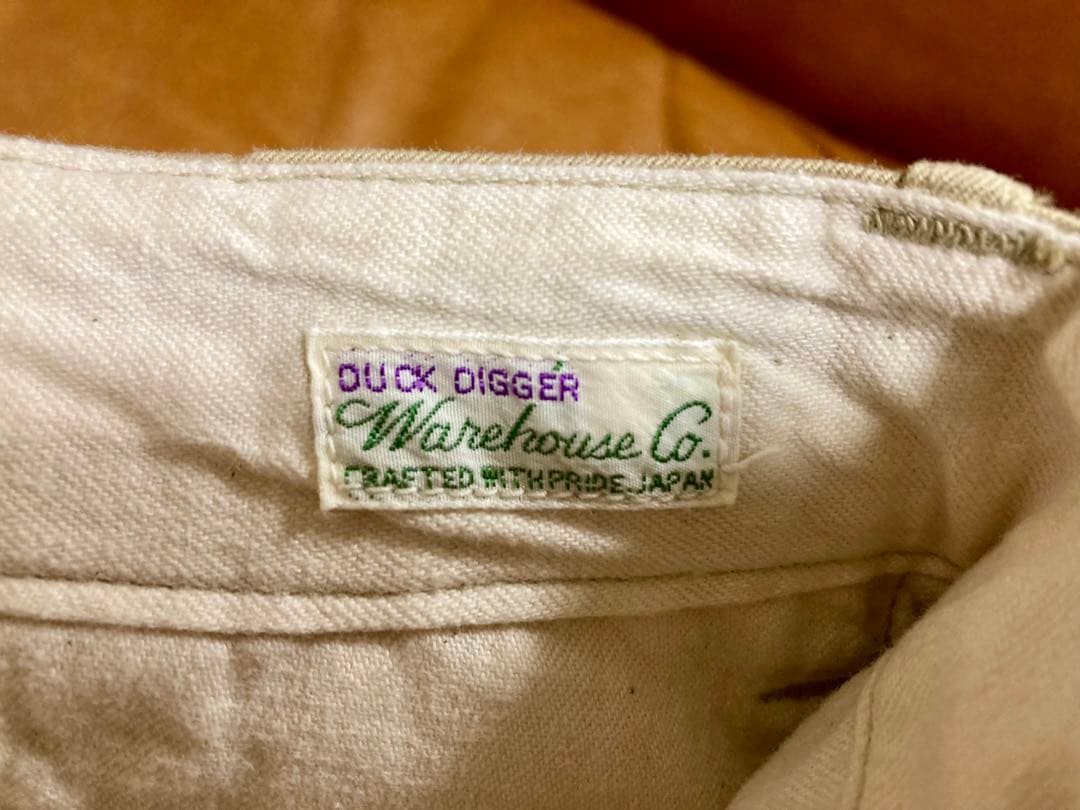 DUCK DIGGER
Warehouse Co.
CRAFTED WITH PRIDE JAPAN